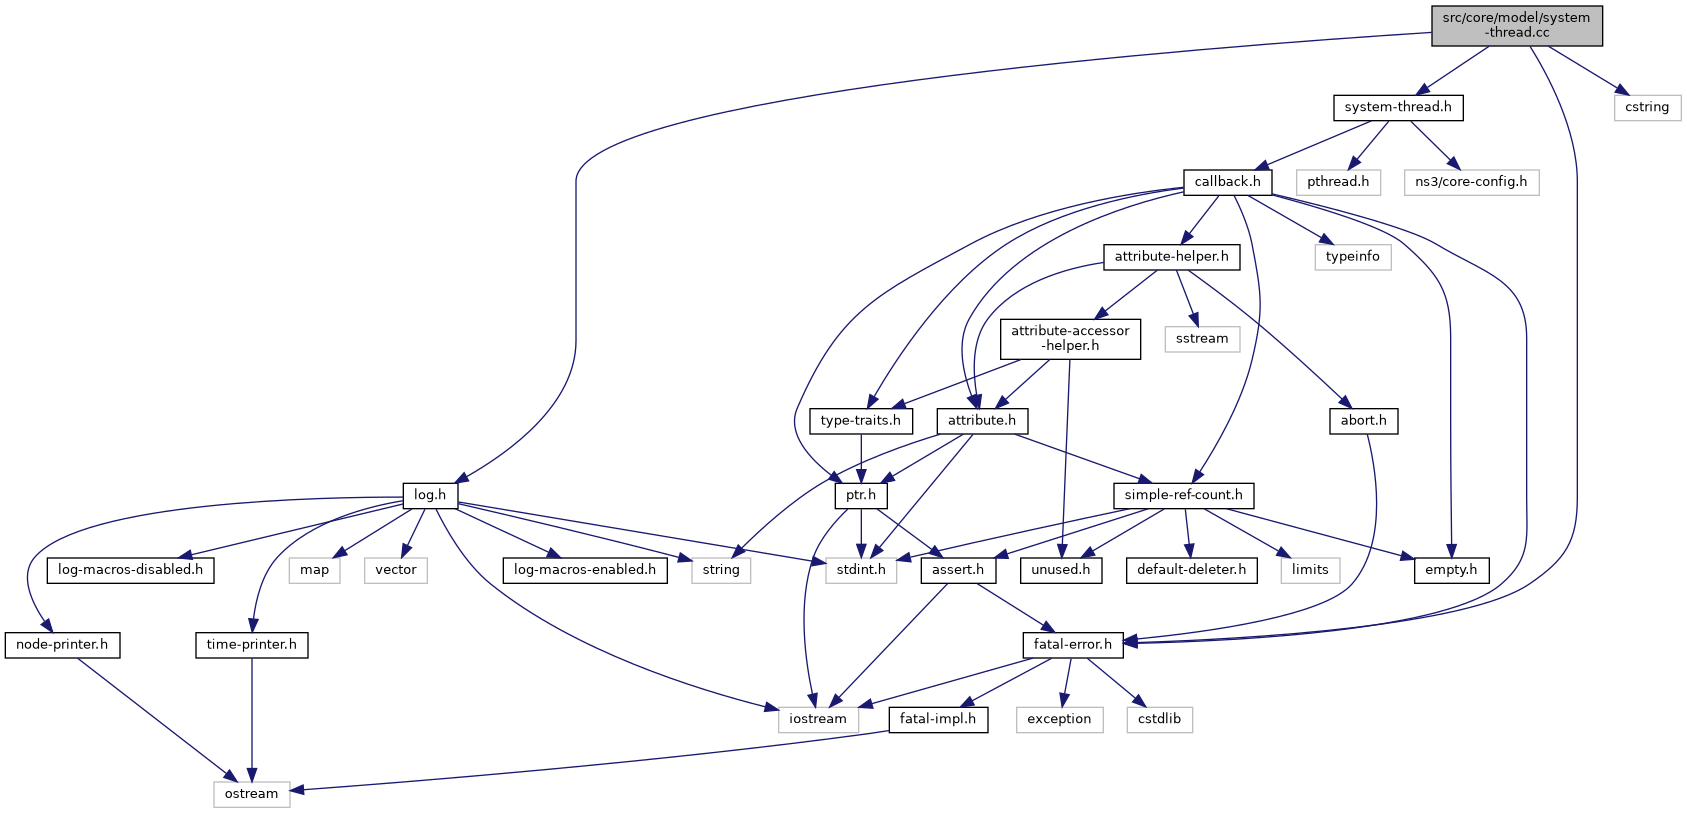 src/core/model/system
-thread.cc
system-thread.h
cstring
callback.h
pthread.h
ns3/core-config.h
attribute-helper.h
typeinfo
attribute-accessor
-helper.h
sstream
type-traits.h
attribute.h
abort.h
log.h
ptr.h
simple-ref-count.h
log-macros-disabled.h
map
vector
log-macros-enabled.h
string
stdint.h
assert.h
unused.h
default-deleter.h
limits
empty.h
node-printer.h
time-printer.h
fatal-error.h
iostream
fatal-impl.h
exception
cstdlib
ostream